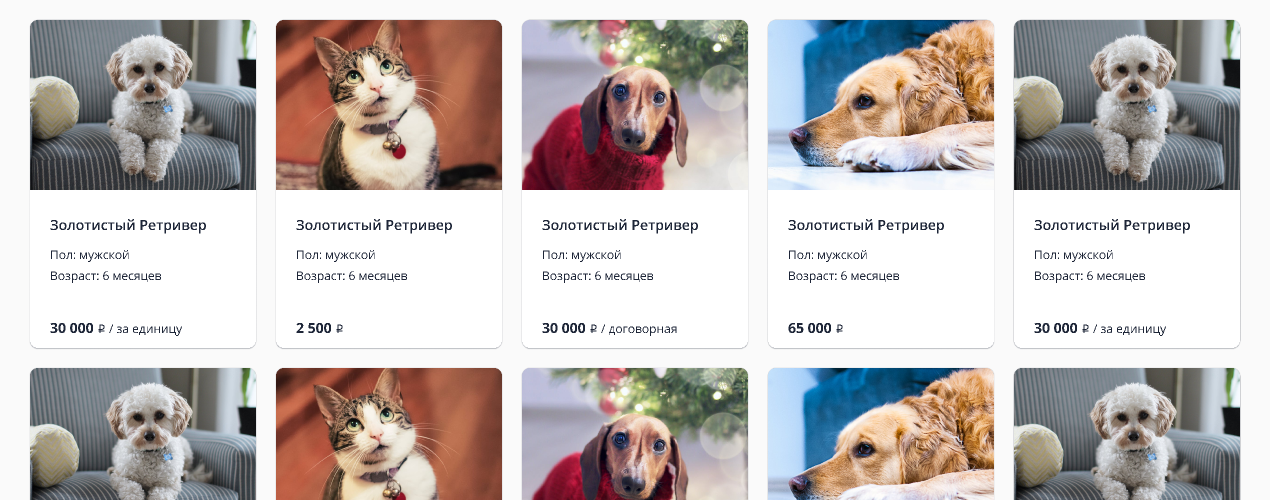 Золотистый Ретривер
Пол: мужской
Возраст: 6 месяцев
30 000 ₽ / за единицу
Золотистый Ретривер
Пол: мужской
Возраст: 6 месяцев
2 500 ₽
Золотистый Ретривер
Пол: мужской
Возраст: 6 месяцев
30 000 ₽ / договорная
Золотистый Ретривер
Пол: мужской
Возраст: 6 месяцев
65 000 ₽
Золотистый Ретривер
Пол: мужской
Возраст: 6 месяцев
30 000 ₽ / за единицу